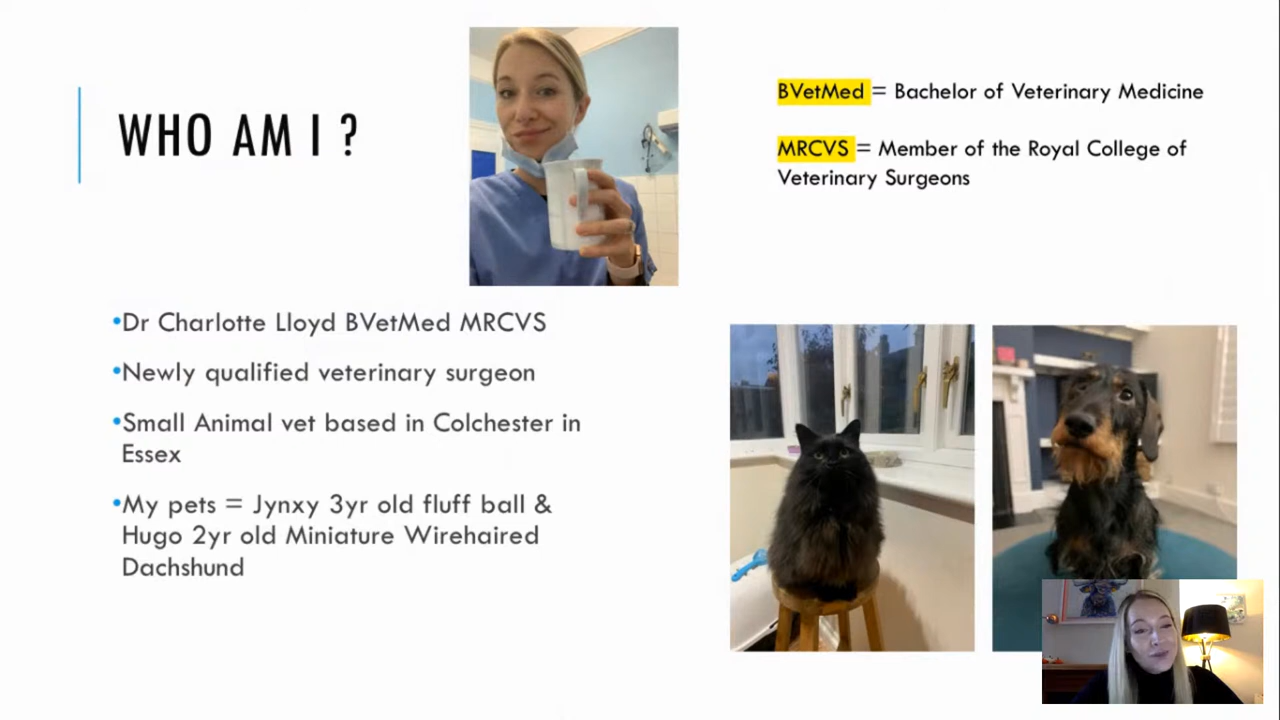 WHO AM I ?
BVetMed = Bachelor of Veterinary Medicine
MRCVS = Member of the Royal College of
Veterinary Surgeons
•Dr Charlotte Lloyd BVetMed MRCVS
•Newly qualified veterinary surgeon
•Small Animal vet based in Colchester in
Essex
•My pets = Jynxy 3yr old fluff ball &
Hugo 2yr old Miniature Wirehaired
Dachshund